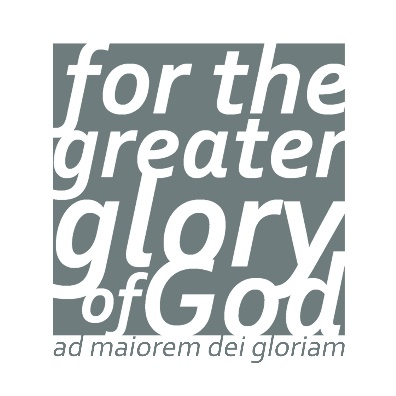 for the
greater
glory
of God
ad maiorem dei gloriam